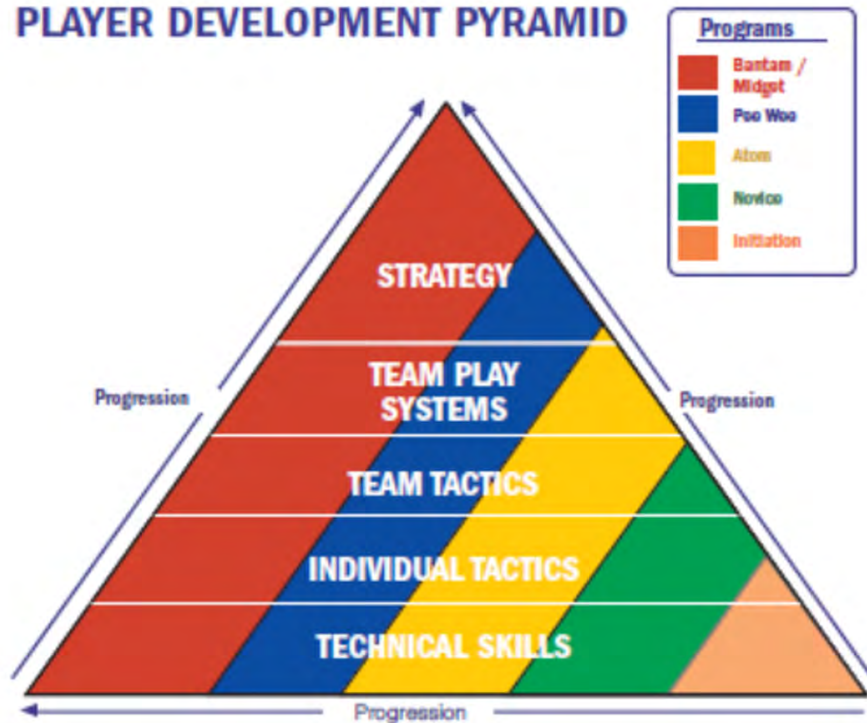 PLAYER DEVELOPMENT PYRAMID
Programs
Bantam /
Midget
Pee Wee
Atom
Novice
Initiation
STRATEGY
TEAM PLAY
SYSTEMS
Progression
Progression
TEAM TACTICS
INDIVIDUAL TACTICS
TECHNICAL SKILLS
Progression